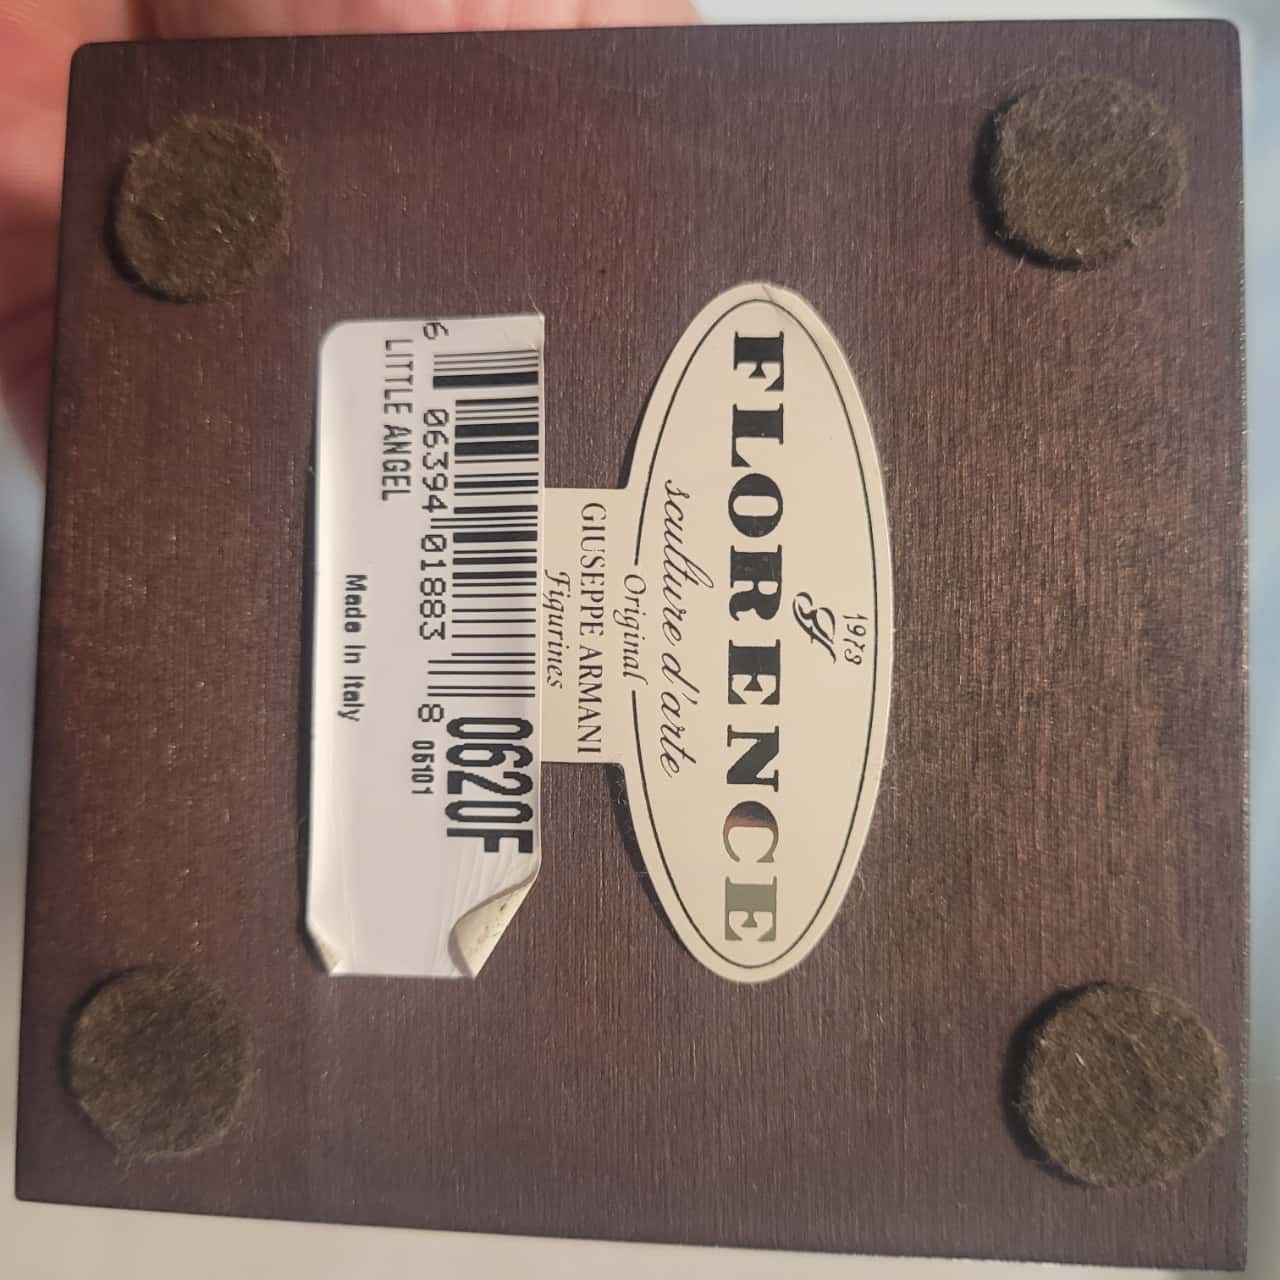 1973
FLORENCE
sculture d'arte
Original
GIUSEPPE ARMANI
Figurines
0620F
6 06394 01883 8 05101
LITTLE ANGEL
Made In Italy